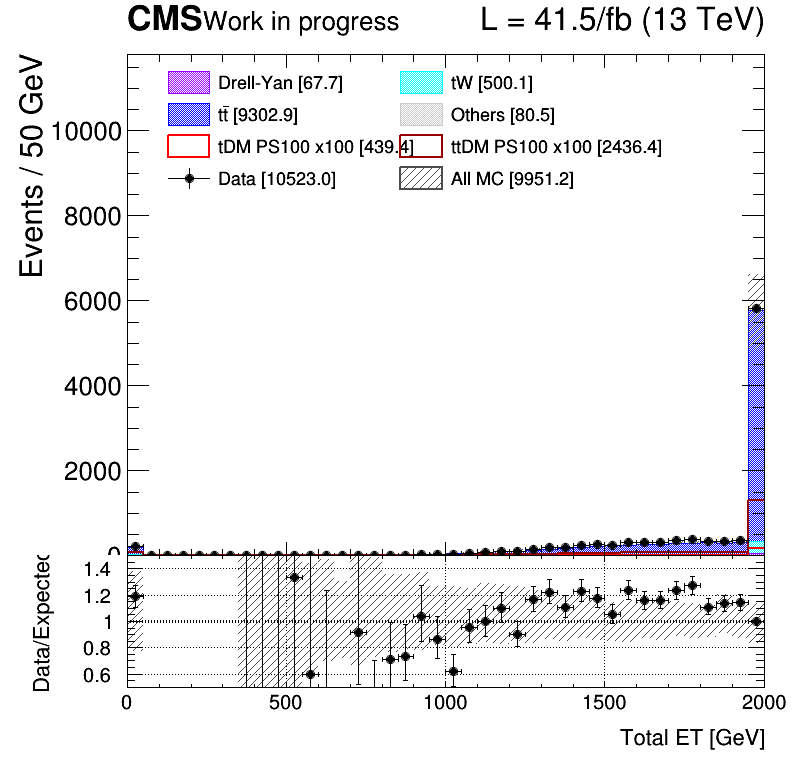 CMS Work in progress L = 41.5/fb (13 TeV)
Events / 50 GeV
Drell-Yan [67.7] tW [500.1]
tt̄ [9302.9] Others [80.5]
tDM PS100 x100 [439.4] ttDM PS100 x100 [2436.4]
Data [10523.0] All MC [9951.2]
10000
8000
6000
4000
2000
0
Data/Expected
1.4
1.2
1
0.8
0.6
0 500 1000 1500 2000
Total ET [GeV]